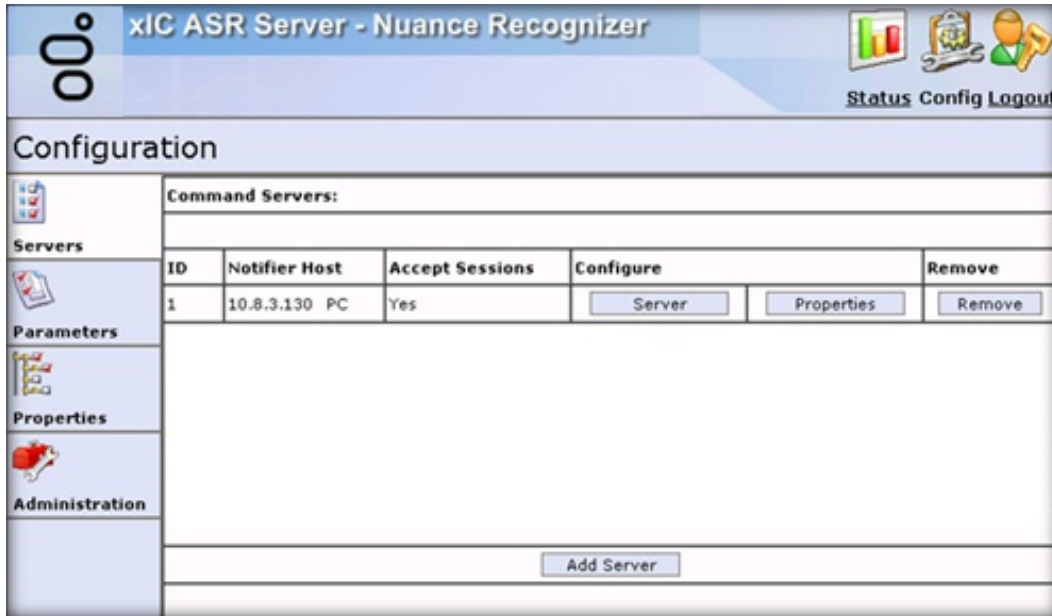 xIC ASR Server - Nuance Recognizer
Status Config Logout
Configuration
Servers
Parameters
Properties
Administration
Command Servers:
ID Notifier Host Accept Sessions Configure Remove
1 10.8.3.130 PC Yes Server Properties Remove
Add Server